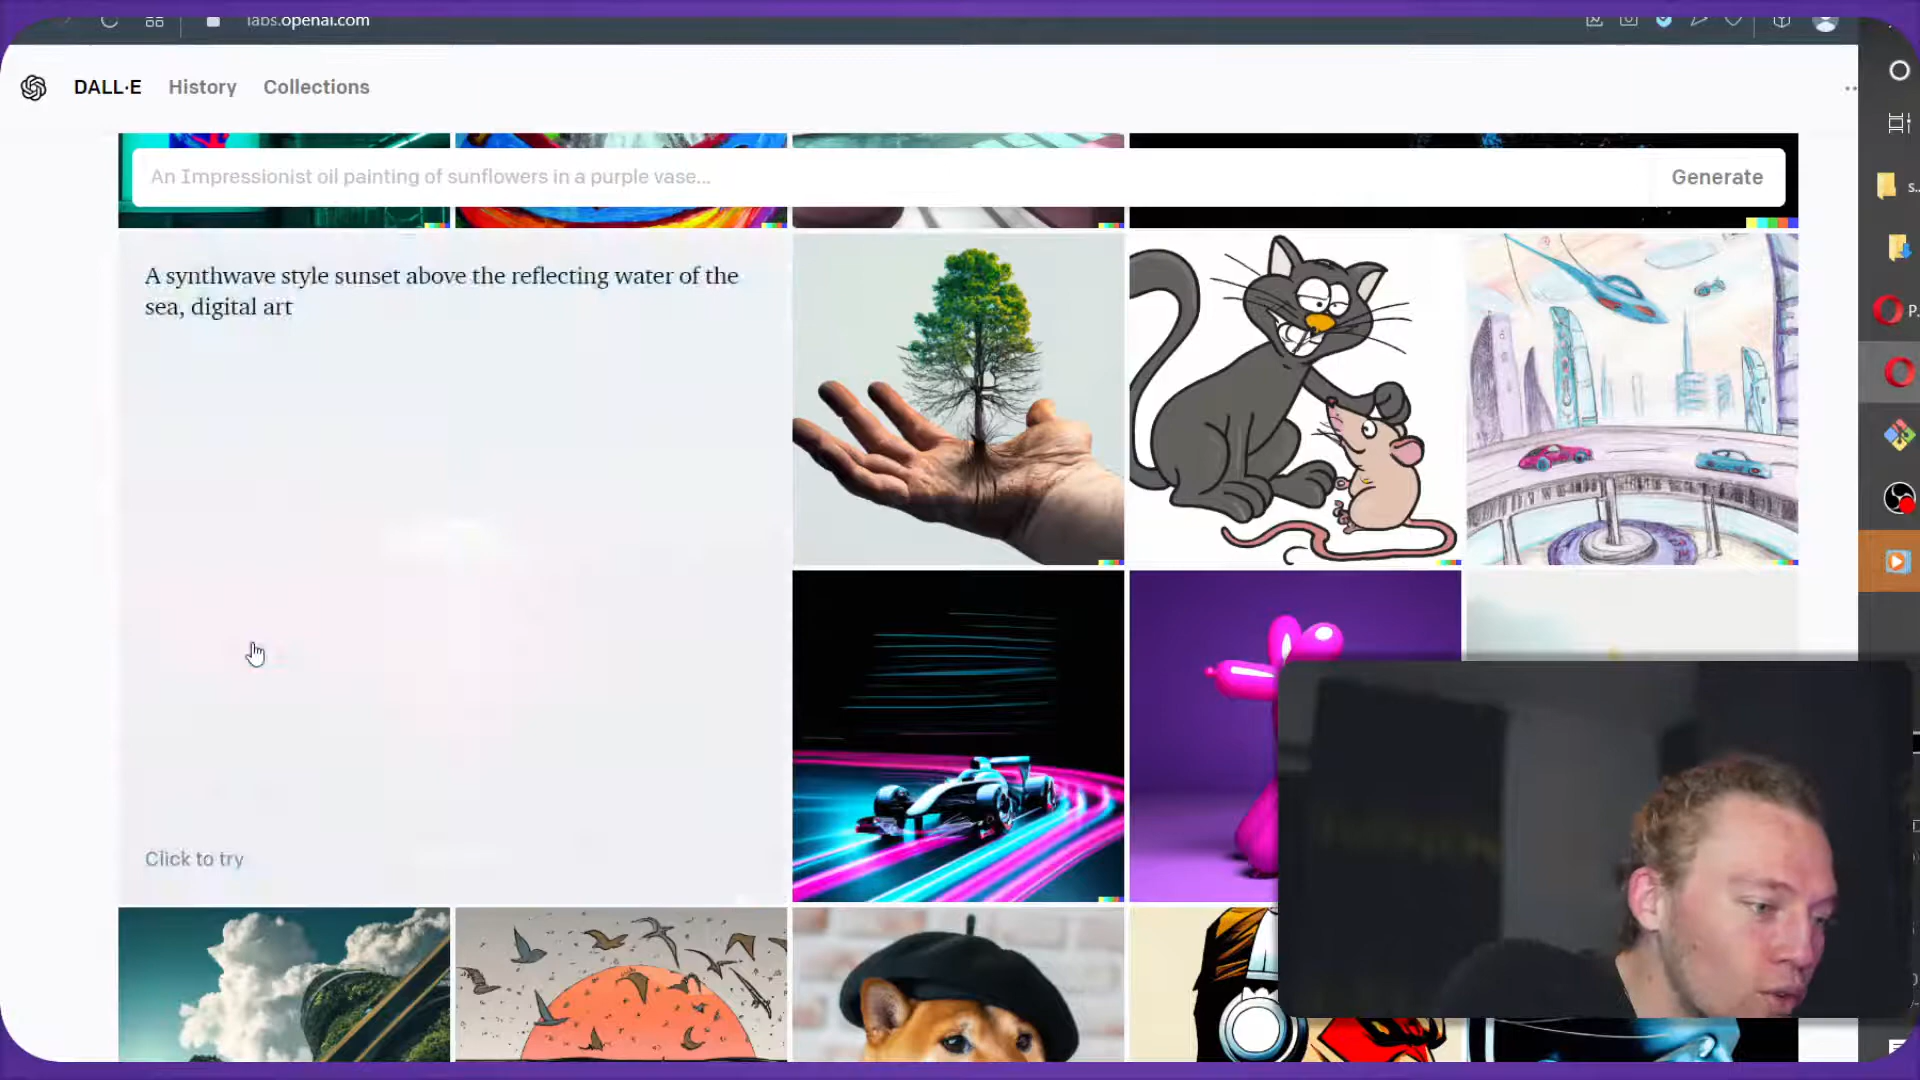 labs.openai.com
DALL·E
History
Collections
An Impressionist oil painting of sunflowers in a purple vase...
Generate
s...
P...
A synthwave style sunset above the reflecting water of the
sea, digital art
Click to try